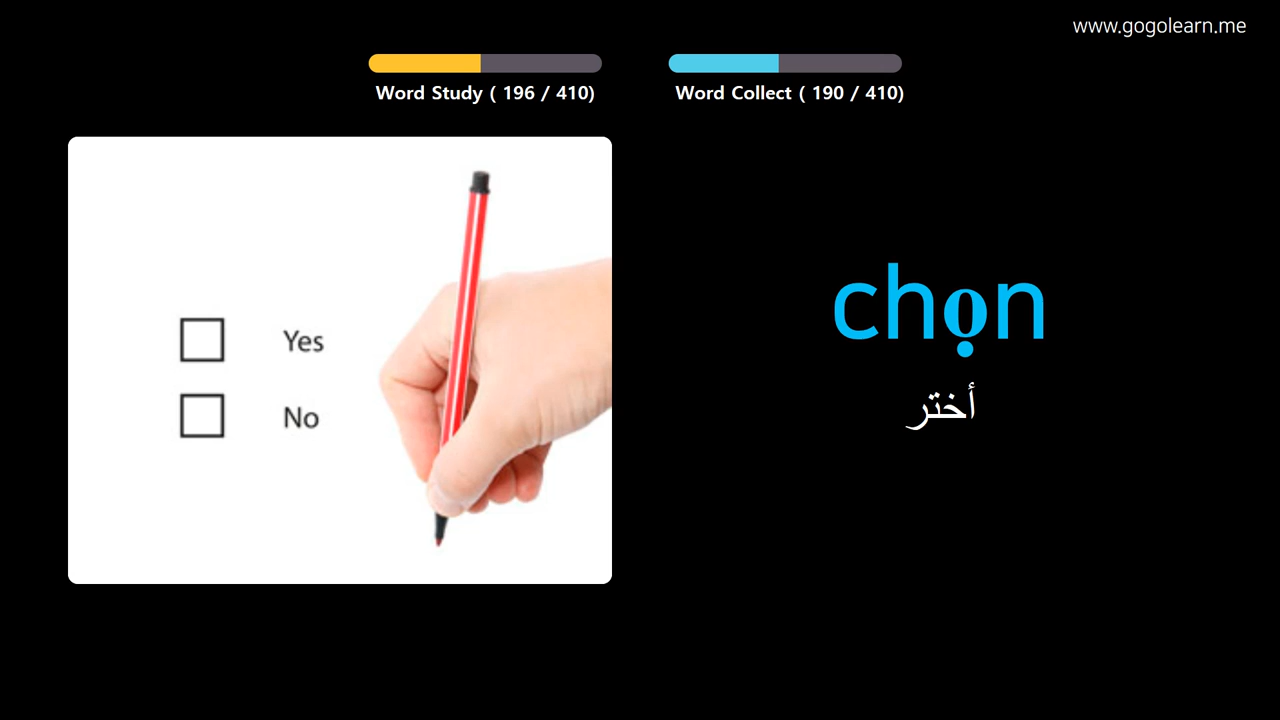 www.gogolearn.me
Word Study ( 196 / 410)
Word Collect ( 190 / 410)
Yes
No
chọn
أختر